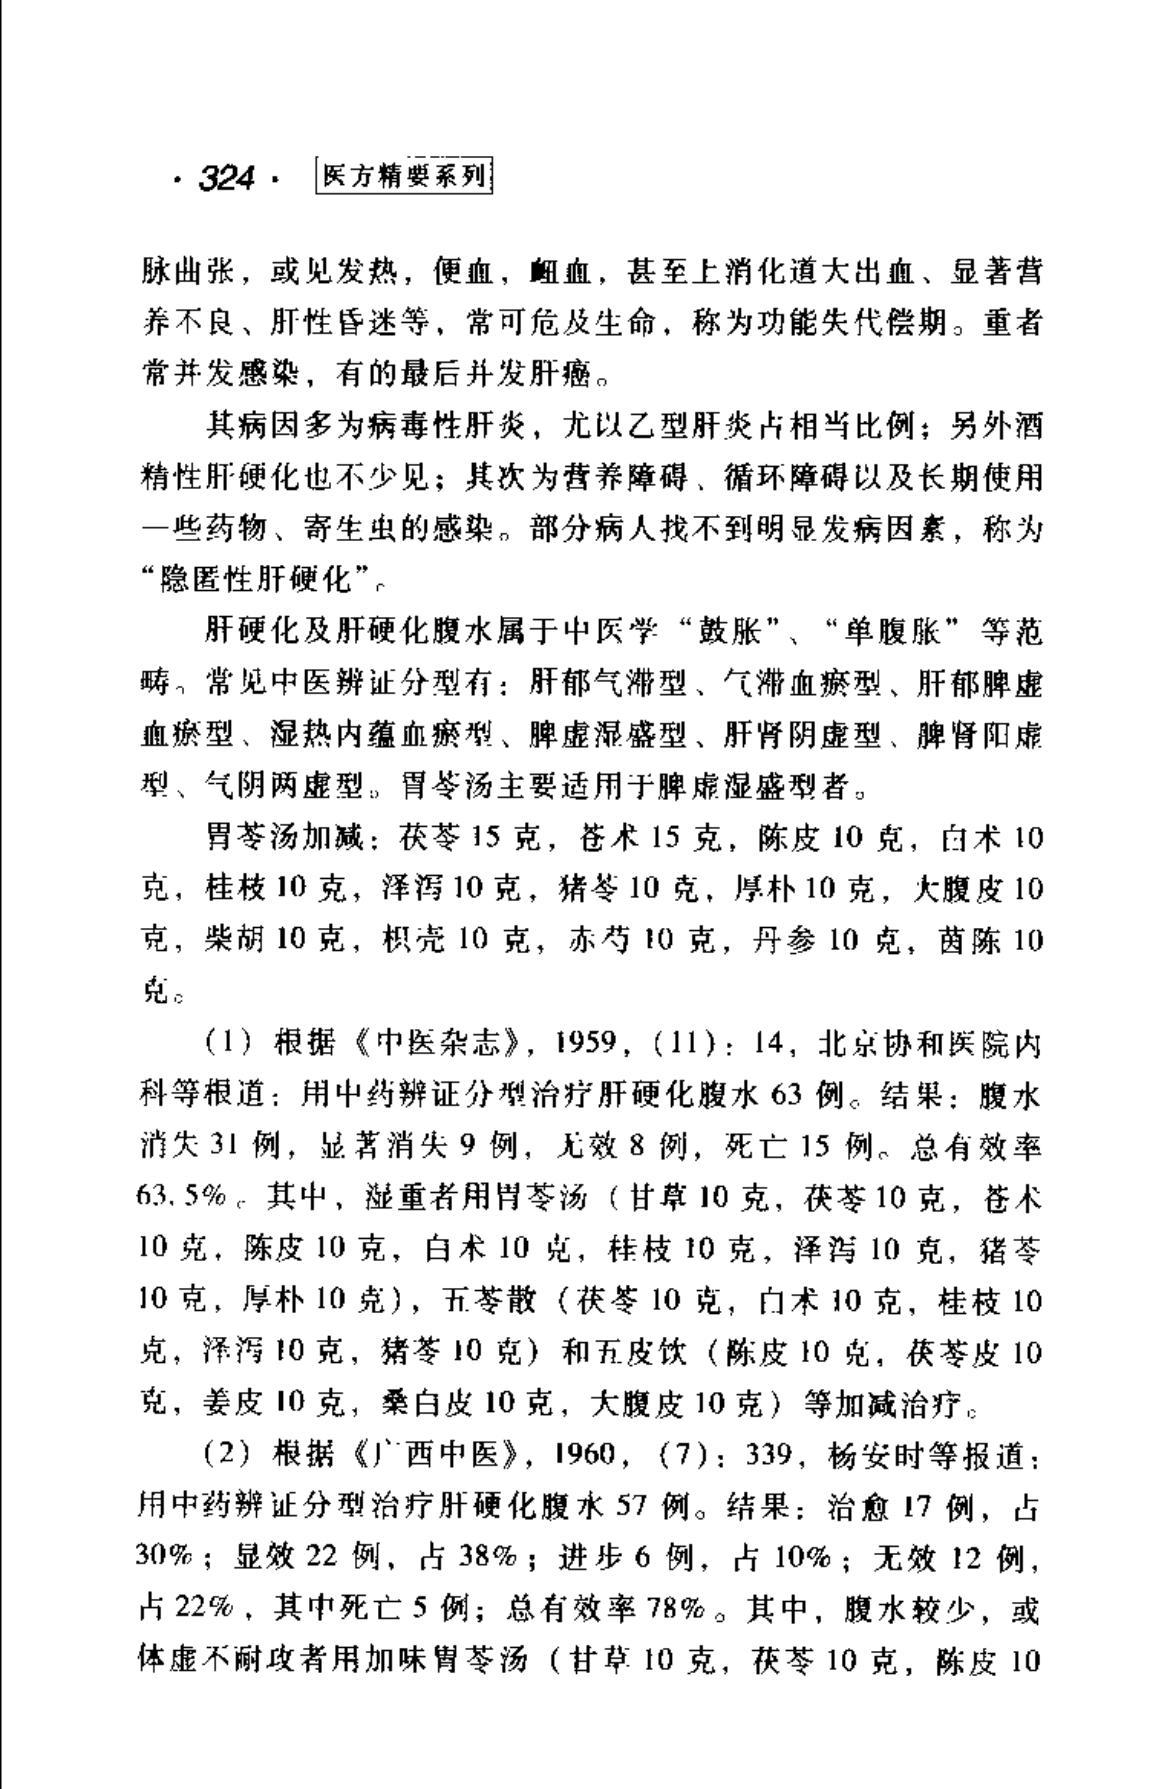 ·324· 医方精要系列
脉曲张，或见发热，便血，衄血，甚至上消化道大出血、显著营
养不良、肝性昏迷等，常可危及生命，称为功能失代偿期。重者
常并发感染，有的最后并发肝癌。
其病因多为病毒性肝炎，尤以乙型肝炎占相当比例；另外酒
精性肝硬化也不少见；其次为营养障碍、循环障碍以及长期使用
一些药物、寄生虫的感染。部分病人找不到明显发病因素，称为
“隐匿性肝硬化”。
肝硬化及肝硬化腹水属于中医学“鼓胀”、“单腹胀”等范
畴。常见中医辨证分型有：肝郁气滞型、气滞血瘀型、肝郁脾虚
血瘀型、湿热内蕴血瘀型、脾虚湿盛型、肝肾阴虚型、脾肾阳虚
型、气阴两虚型。胃苓汤主要适用于脾虚湿盛型者。
胃苓汤加减：茯苓 15 克，苍术 15 克，陈皮 10 克，白术 10
克，桂枝 10 克，泽泻 10 克，猪苓 10 克，厚朴 10 克，大腹皮 10
克，柴胡 10 克，枳壳 10 克，赤芍 10 克，丹参 10 克，茵陈 10
克。
（1）根据《中医杂志》，1959，（11）：14，北京协和医院内
科等根道：用中药辨证分型治疗肝硬化腹水 63 例。结果：腹水
消失 31 例，显著消失 9 例，无效 8 例，死亡 15 例。总有效率
63.5%。其中，湿重者用胃苓汤（甘草 10 克，茯苓 10 克，苍术
10 克，陈皮 10 克，白术 10 克，桂枝 10 克，泽泻 10 克，猪苓
10 克，厚朴 10 克），五苓散（茯苓 10 克，白术 10 克，桂枝 10
克，泽泻 10 克，猪苓 10 克）和五皮饮（陈皮 10 克，茯苓皮 10
克，姜皮 10 克，桑白皮 10 克，大腹皮 10 克）等加减治疗。
（2）根据《广西中医》，1960，（7）：339，杨安时等报道：
用中药辨证分型治疗肝硬化腹水 57 例。结果：治愈 17 例，占
30%；显效 22 例，占 38%；进步 6 例，占 10%；无效 12 例，
占 22%，其中死亡 5 例；总有效率 78%。其中，腹水较少，或
体虚不耐攻者用加味胃苓汤（甘草 10 克，茯苓 10 克，陈皮 10